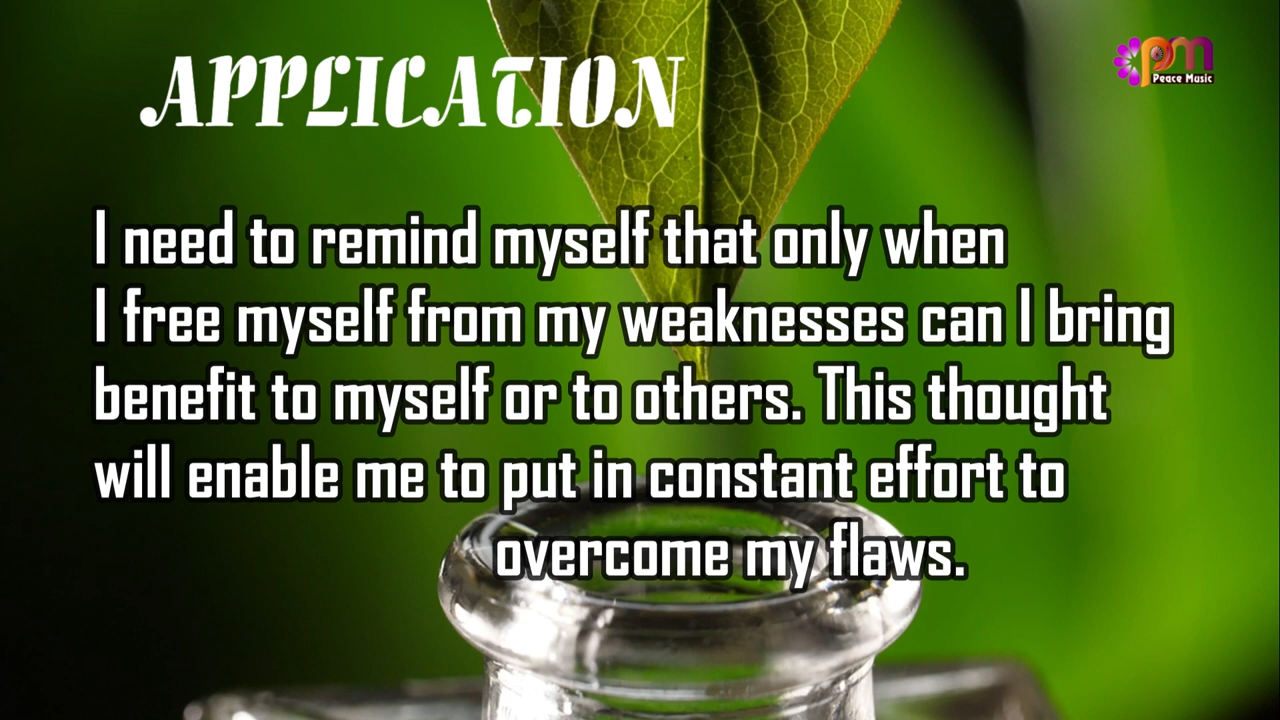 APPLICATION
pm
Peace Music
I need to remind myself that only when
I free myself from my weaknesses can I bring
benefit to myself or to others. This thought
will enable me to put in constant effort to
overcome my flaws.